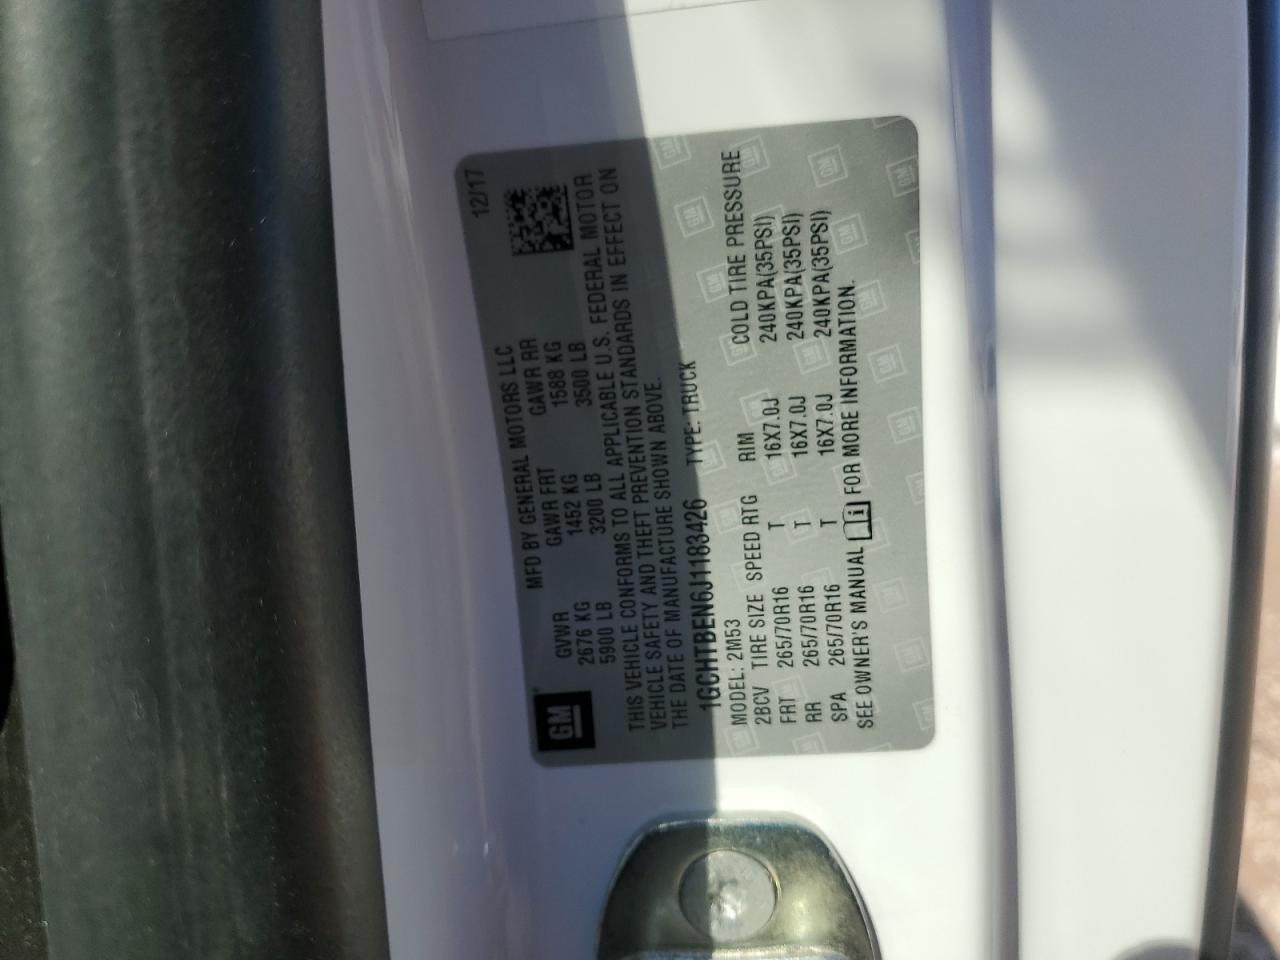 12/17
GM
MFD BY GENERAL MOTORS LLC
GVWR GAWR FRT GAWR RR
2676 KG 1452 KG 1588 KG
5900 LB 3200 LB 3500 LB
THIS VEHICLE CONFORMS TO ALL APPLICABLE U.S. FEDERAL MOTOR
VEHICLE SAFETY AND THEFT PREVENTION STANDARDS IN EFFECT ON
THE DATE OF MANUFACTURE SHOWN ABOVE.
1GCHTBEN6J1183426 TYPE: TRUCK
MODEL: 2M53
2BCV TIRE SIZE SPEED RTG RIM COLD TIRE PRESSURE
FRT 265/70R16 T 16X7.0J 240KPA(35PSI)
RR 265/70R16 T 16X7.0J 240KPA(35PSI)
SPA 265/70R16 T 16X7.0J 240KPA(35PSI)
SEE OWNER'S MANUAL i FOR MORE INFORMATION.